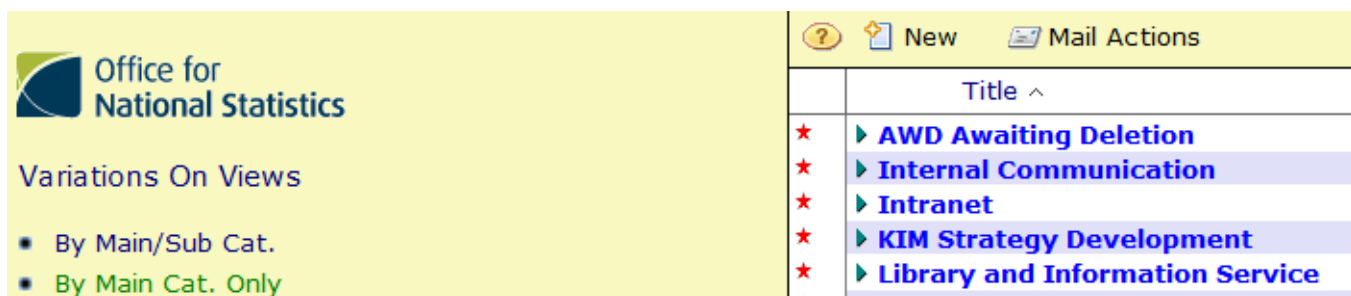 Office for
National Statistics
Variations On Views
By Main/Sub Cat.
By Main Cat. Only
? New Mail Actions
Title
AWD Awaiting Deletion
Internal Communication
Intranet
KIM Strategy Development
Library and Information Service